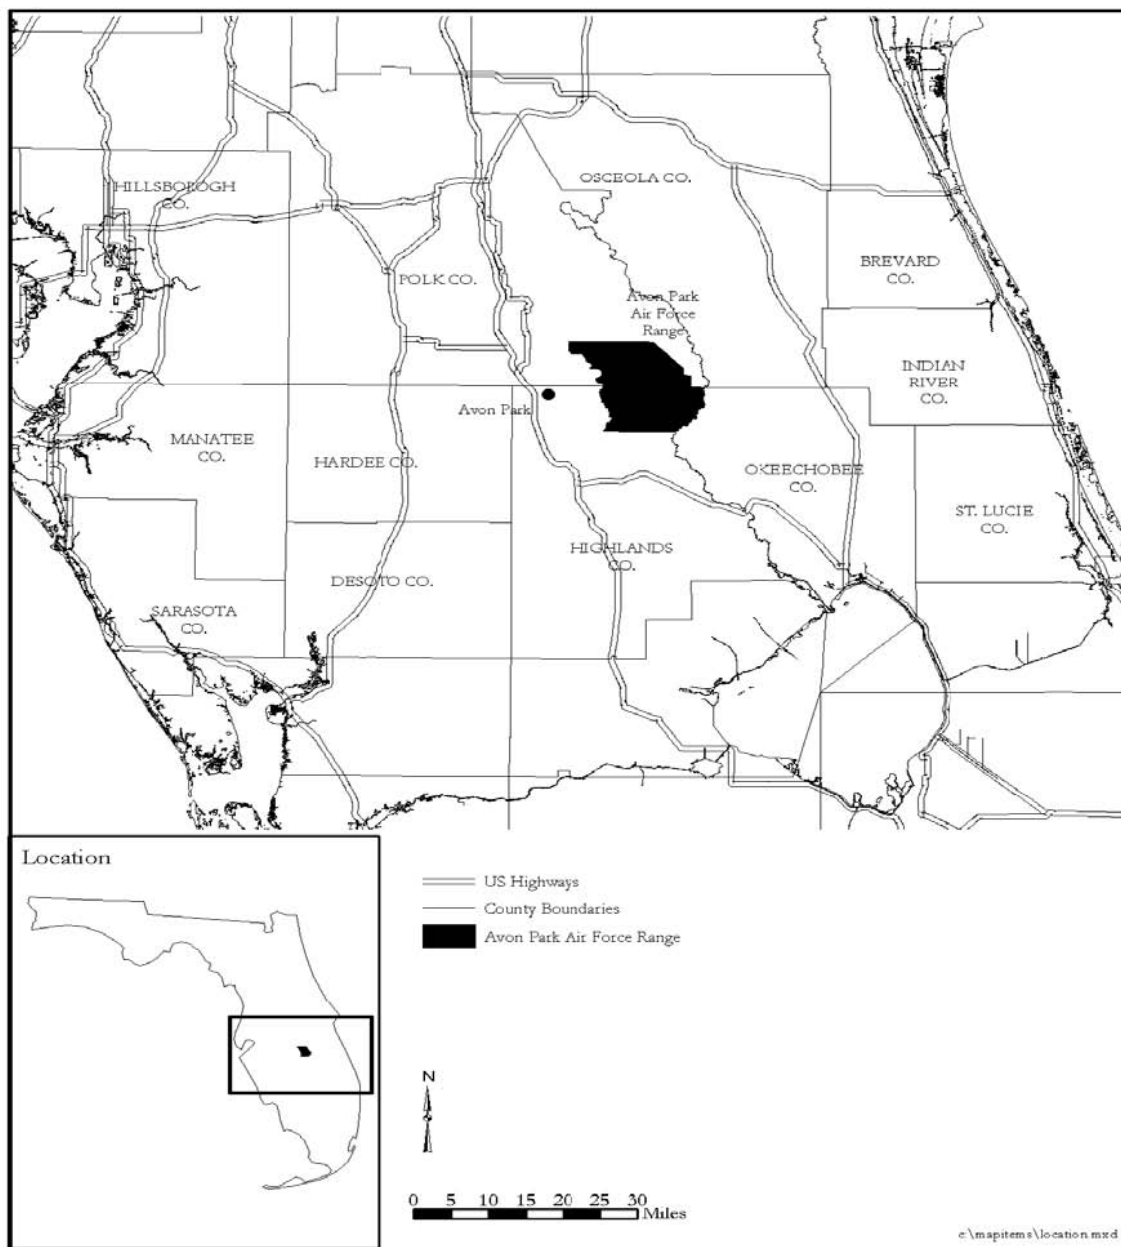 HILLSBOROGH
CO.
OSCEOLA CO.
POLK CO.
BREVARD
CO.
Avon Park
Air Force
Range
INDIAN
RIVER
CO.
Avon Park
MANATEE
CO.
HARDEE CO.
OKEECHOBEE
CO.
ST. LUCIE
CO.
HIGHLANDS
CO.
DESOTO CO.
SARASOTA
CO.
Location
US Highways
County Boundaries
Avon Park Air Force Range
N
0 5 10 15 20 25 30
Miles
c:\mapitems\location.mxd